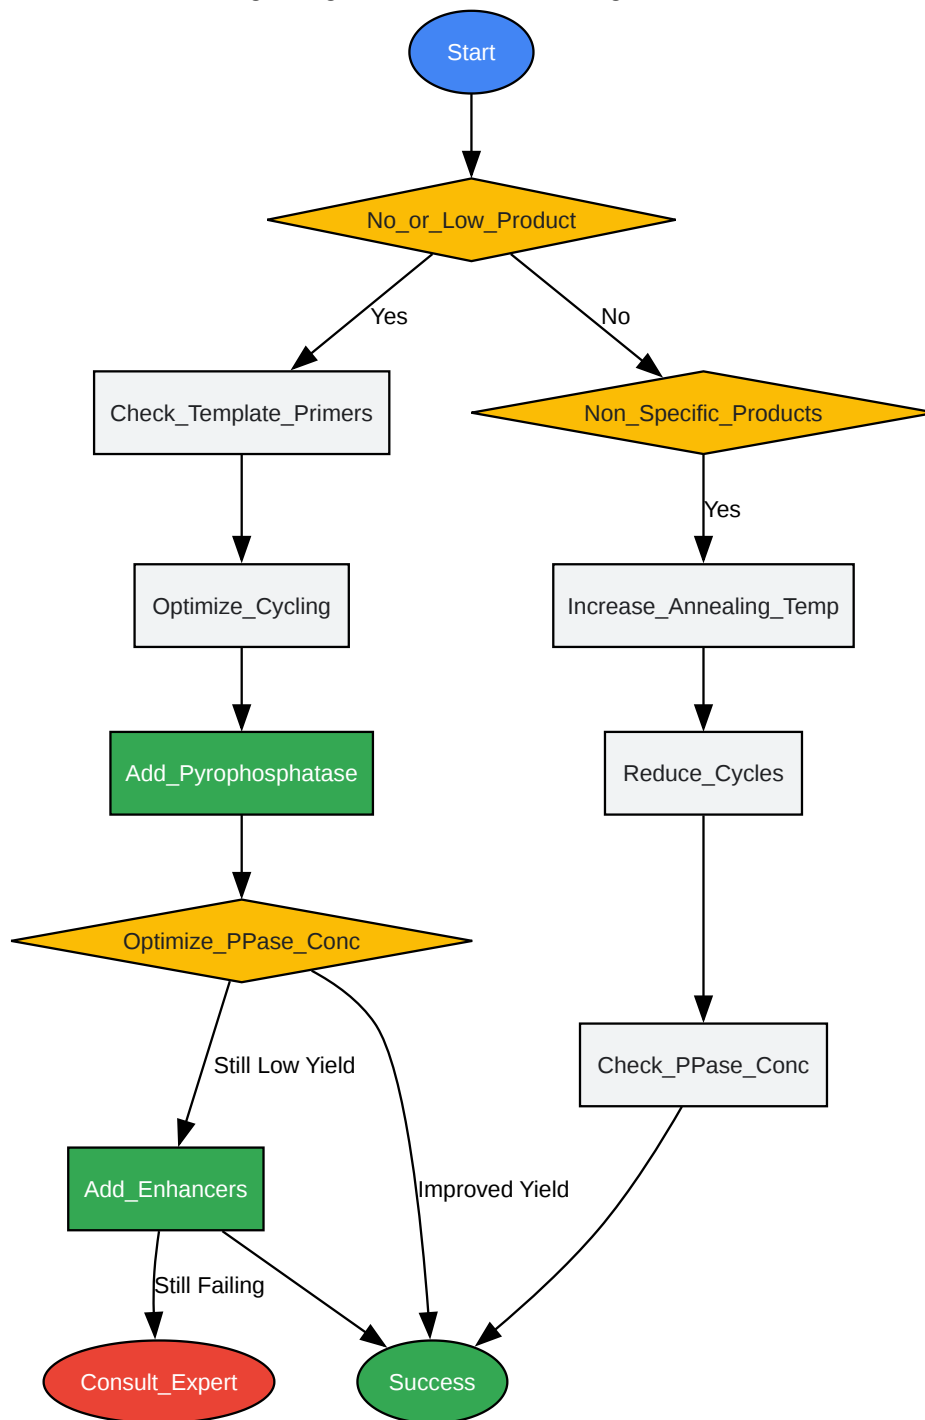 Start
No_or_Low_Product
Yes
No
Check_Template_Primers
Non_Specific_Products
Yes
Optimize_Cycling
Increase_Annealing_Temp
Add_Pyrophosphatase
Reduce_Cycles
Optimize_PPase_Conc
Still Low Yield
Check_PPase_Conc
Add_Enhancers
Improved Yield
Still Failing
Consult_Expert
Success